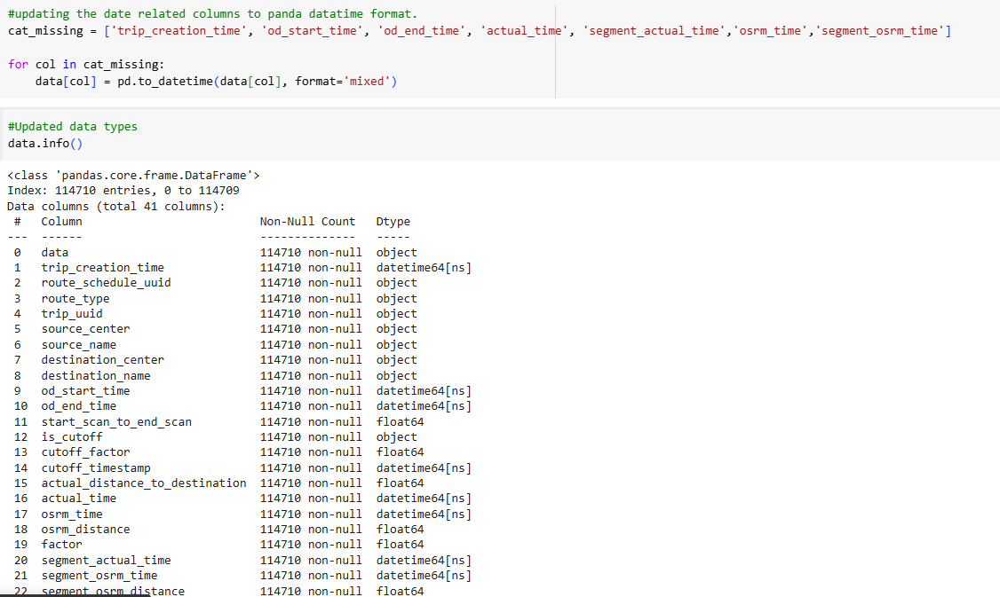 #updating the date related columns to panda datatime format.
cat_missing = ['trip_creation_time', 'od_start_time', 'od_end_time', 'actual_time', 'segment_actual_time','osrm_time','segment_osrm_time']
for col in cat_missing:
    data[col] = pd.to_datetime(data[col], format='mixed')
#Updated data types
data.info()
<class 'pandas.core.frame.DataFrame'>
Index: 114710 entries, 0 to 114709
Data columns (total 41 columns):
 #   Column                          Non-Null Count   Dtype
---  ------                          --------------   -----
 0   data                            114710 non-null  object
 1   trip_creation_time              114710 non-null  datetime64[ns]
 2   route_schedule_uuid             114710 non-null  object
 3   route_type                      114710 non-null  object
 4   trip_uuid                       114710 non-null  object
 5   source_center                   114710 non-null  object
 6   source_name                     114710 non-null  object
 7   destination_center              114710 non-null  object
 8   destination_name                114710 non-null  object
 9   od_start_time                   114710 non-null  datetime64[ns]
 10  od_end_time                     114710 non-null  datetime64[ns]
 11  start_scan_to_end_scan          114710 non-null  float64
 12  is_cutoff                       114710 non-null  object
 13  cutoff_factor                   114710 non-null  float64
 14  cutoff_timestamp                114710 non-null  datetime64[ns]
 15  actual_distance_to_destination  114710 non-null  float64
 16  actual_time                     114710 non-null  datetime64[ns]
 17  osrm_time                       114710 non-null  datetime64[ns]
 18  osrm_distance                   114710 non-null  float64
 19  factor                          114710 non-null  float64
 20  segment_actual_time             114710 non-null  datetime64[ns]
 21  segment_osrm_time               114710 non-null  datetime64[ns]
 22  segment_osrm_distance           114710 non-null  float64